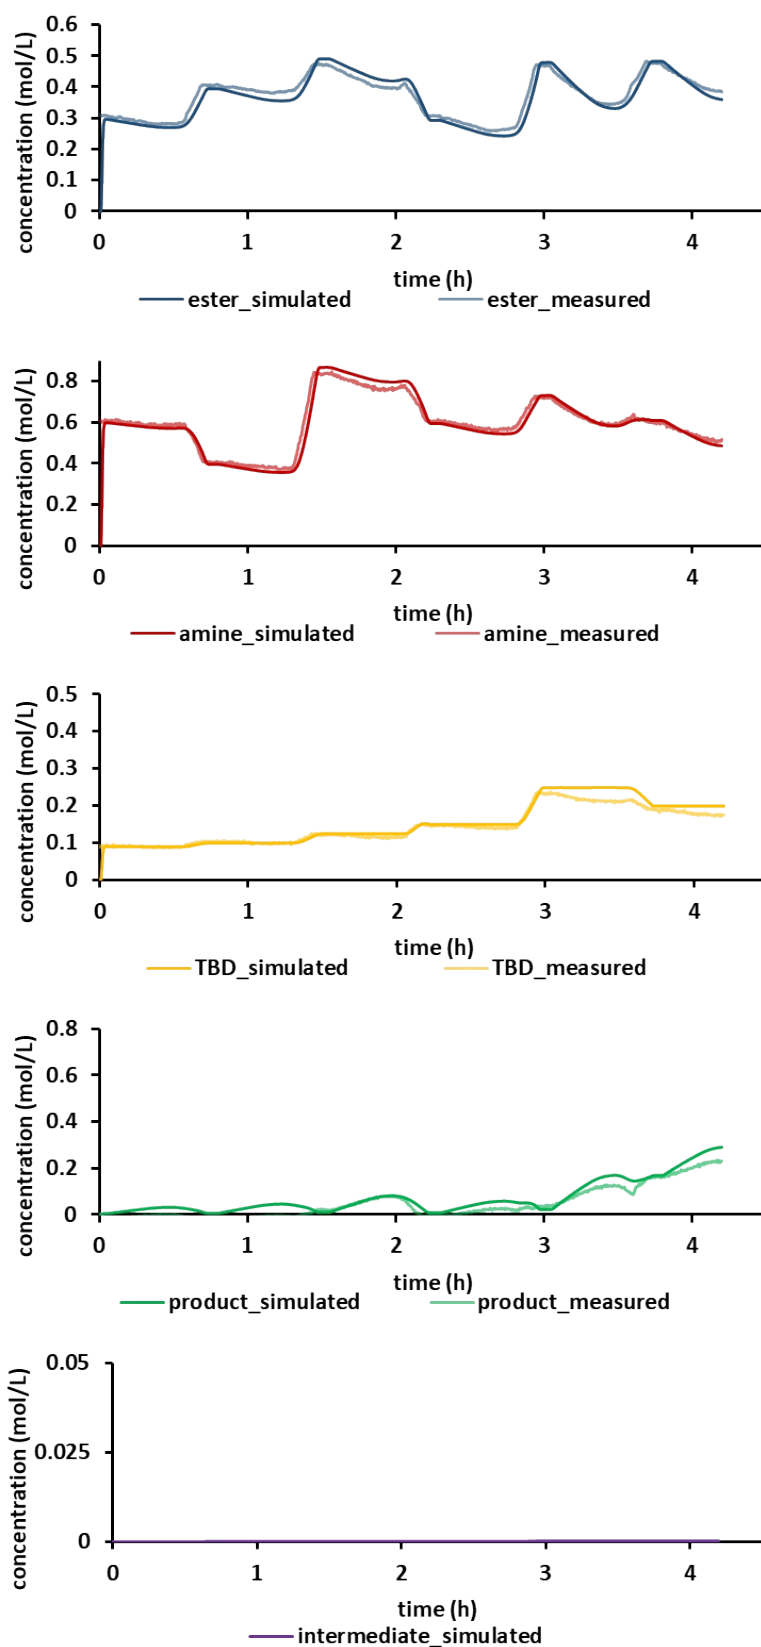 concentration (mol/L)
0.6
0.5
0.4
0.3
0.2
0.1
0
0 1 2 3 4
time (h)
ester_simulated ester_measured
concentration (mol/L)
0.8
0.6
0.4
0.2
0
0 1 2 3 4
time (h)
amine_simulated amine_measured
concentration (mol/L)
0.5
0.4
0.3
0.2
0.1
0
0 1 2 3 4
time (h)
TBD_simulated TBD_measured
concentration (mol/L)
0.8
0.6
0.4
0.2
0
0 1 2 3 4
time (h)
product_simulated product_measured
concentration (mol/L)
0.05
0.025
0
0 1 2 3 4
time (h)
intermediate_simulated